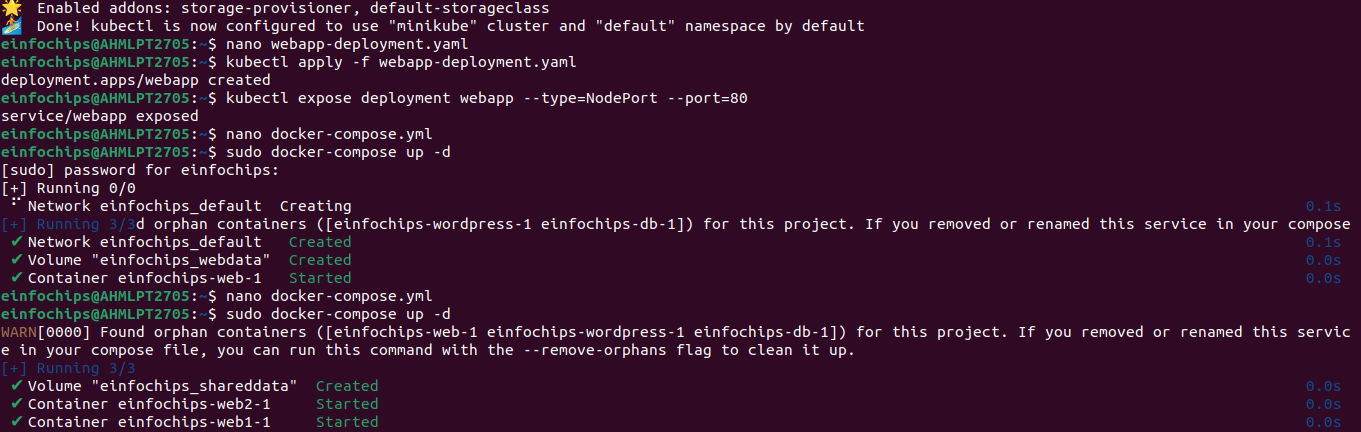 Enabled addons: storage-provisioner, default-storageclass
Done! kubectl is now configured to use "minikube" cluster and "default" namespace by default
einfochips@AHMLPT2705:~$ nano webapp-deployment.yaml
einfochips@AHMLPT2705:~$ kubectl apply -f webapp-deployment.yaml
deployment.apps/webapp created
einfochips@AHMLPT2705:~$ kubectl expose deployment webapp --type=NodePort --port=80
service/webapp exposed
einfochips@AHMLPT2705:~$ nano docker-compose.yml
einfochips@AHMLPT2705:~$ sudo docker-compose up -d
[sudo] password for einfochips:
[+] Running 0/0
⠋ Network einfochips_default  Creating 0.1s
[+] Running 3/3d orphan containers ([einfochips-wordpress-1 einfochips-db-1]) for this project. If you removed or renamed this service in your compose
✔ Network einfochips_default   Created 0.1s
✔ Volume "einfochips_webdata"  Created 0.0s
✔ Container einfochips-web-1   Started 0.0s
einfochips@AHMLPT2705:~$ nano docker-compose.yml
einfochips@AHMLPT2705:~$ sudo docker-compose up -d
WARN[0000] Found orphan containers ([einfochips-web-1 einfochips-wordpress-1 einfochips-db-1]) for this project. If you removed or renamed this servic
e in your compose file, you can run this command with the --remove-orphans flag to clean it up.
[+] Running 3/3
✔ Volume "einfochips_shareddata"  Created 0.0s
✔ Container einfochips-web2-1     Started 0.0s
✔ Container einfochips-web1-1     Started 0.0s